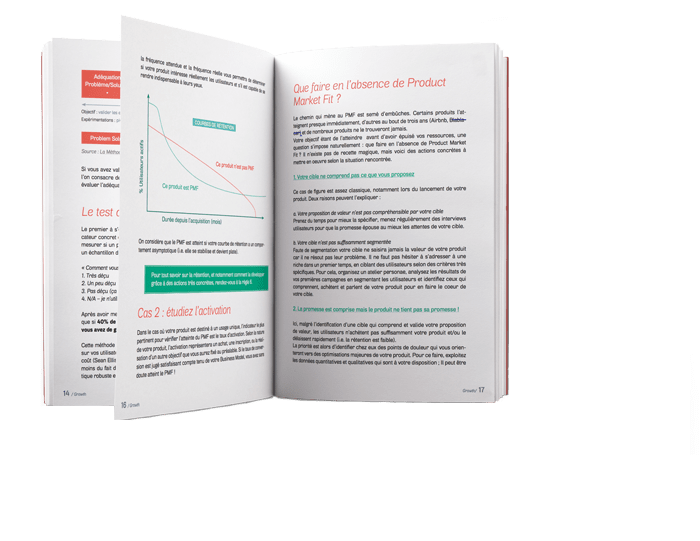 Adéquation
Problème/Solu
Objectif : valider les
Expérimentations :
Problem Sol
Source : La Métho
Si vous avez val
l'on consacre d
évaluer l'adéqua
Le test d
Le premier à s'
cateur concret
mesurer si un p
un échantillon d
« Comment vou
1. Très déçu
2. Un peu déçu
3. Pas déçu (ça
4. N/A – je n'uti
Après avoir me
que si 40% de
vous avez de g
Cette méthode
sur vos utilisate
coût (Sean Ellis
moins du fait d
tique robuste e
14 / Growth
la fréquence attendue et la fréquence réelle vous permettra de déterminer
si votre produit intéresse réellement les utilisateurs et s'il est capable de se
rendre indispensable à leurs yeux.
COURBES DE RÉTENTION
% Utilisateurs actifs
Ce produit n'est pas PMF
Ce produit est PMF
Durée depuis l'acquisition (mois)
On considère que le PMF est atteint si votre courbe de rétention a un compor-
tement asymptotique (i.e. elle se stabilise et devient plate).
Pour tout savoir sur la rétention, et notamment comment la développer
grâce à des actions très concrètes, rendez-vous à la règle 6.
Cas 2 : étudiez l'activation
Dans le cas où votre produit est destiné à un usage unique, l'indicateur le plus
pertinent pour vérifier l'atteinte du PMF est le taux d'activation. Selon la nature
de votre produit, l'activation représentera un achat, une inscription, ou la réali-
sation d'un autre objectif que vous aurez fixé au préalable. Si le taux de conver-
sion est jugé satisfaisant compte tenu de votre Business Model, vous avez sans
doute atteint le PMF !
16 / Growth
Que faire en l'absence de Product
Market Fit ?
Le chemin qui mène au PMF est semé d'embûches. Certains produits l'at-
teignent presque immédiatement, d'autres au bout de trois ans (Airbnb,
et de nombreux produits ne le trouveront jamais.
Votre objectif étant de l'atteindre avant d'avoir épuisé vos ressources, une
question s'impose naturellement : que faire en l'absence de Product Market
Fit ? Il n'existe pas de recette magique, mais voici des actions concrètes à
mettre en oeuvre selon la situation rencontrée.
1. Votre cible ne comprend pas ce que vous proposez
Ce cas de figure est assez classique, notamment lors du lancement de votre
produit. Deux raisons peuvent l'expliquer :
a. Votre proposition de valeur n'est pas compréhensible par votre cible
Prenez du temps pour mieux la spécifier, menez régulièrement des interviews
utilisateurs pour que la promesse épouse au mieux les attentes de votre cible.
b. Votre cible n'est pas suffisamment segmentée
Faute de segmentation votre cible ne saisira jamais la valeur de votre produit
car il ne résout pas leur problème. Il ne faut pas hésiter à s'adresser à une
niche dans un premier temps, en ciblant des utilisateurs selon des critères très
spécifiques. Pour cela, organisez un atelier personae, analysez les résultats de
vos premières campagnes en segmentant les utilisateurs et identifiez ceux qui
comprennent, achètent et parlent de votre produit pour en faire le coeur de
votre cible.
2. La promesse est comprise mais le produit ne tient pas sa promesse !
Ici, malgré l'identification d'une cible qui comprend et valide votre proposition
de valeur, les utilisateurs n'achètent pas suffisamment votre produit et/ou le
délaissent rapidement (i.e. la rétention est faible).
La priorité est alors d'identifier chez eux des points de douleur qui vous orien-
teront vers des optimisations majeures de votre produit. Pour ce faire, exploitez
les données quantitatives et qualitatives qui sont à votre disposition ; il peut être
Growth/ 17